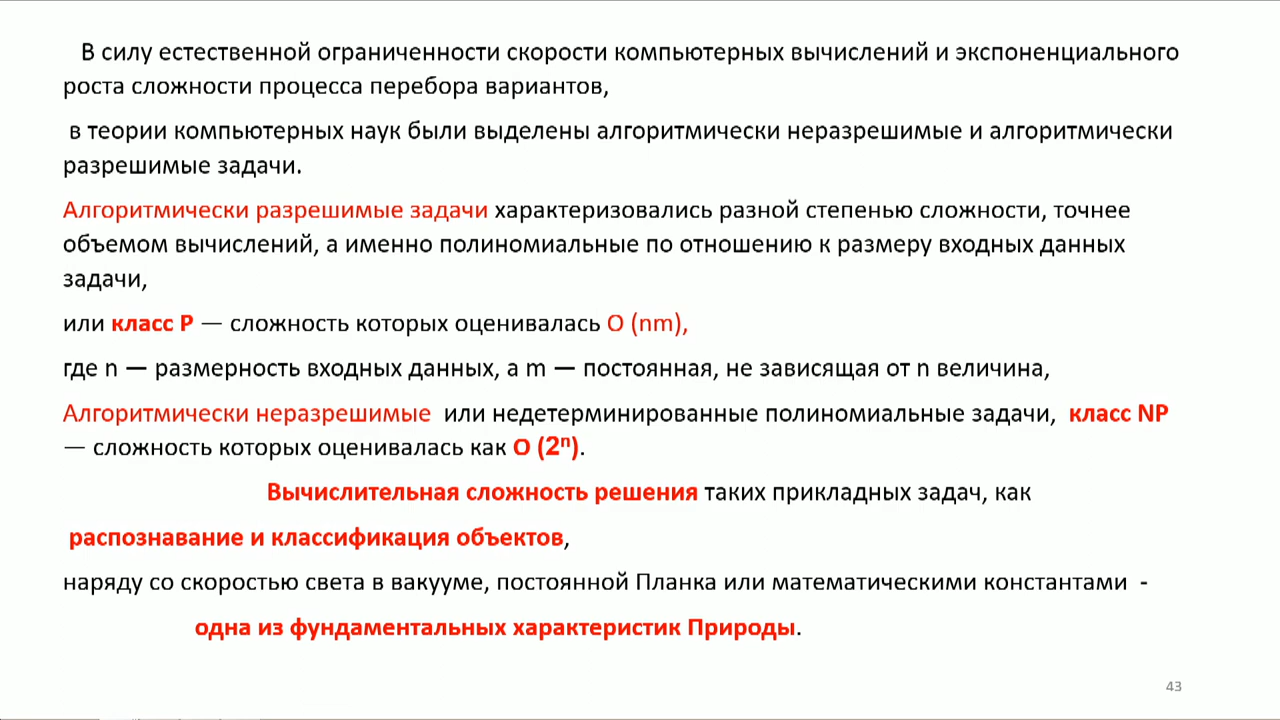 В силу естественной ограниченности скорости компьютерных вычислений и экспоненциального
роста сложности процесса перебора вариантов,
в теории компьютерных наук были выделены алгоритмически неразрешимые и алгоритмически
разрешимые задачи.
Алгоритмически разрешимые задачи характеризовались разной степенью сложности, точнее
объемом вычислений, а именно полиномиальные по отношению к размеру входных данных
задачи,
или класс P — сложность которых оценивалась O (nm),
где n — размерность входных данных, а m — постоянная, не зависящая от n величина,
Алгоритмически неразрешимые или недетерминированные полиномиальные задачи, класс NP
— сложность которых оценивалась как O (2ⁿ).
Вычислительная сложность решения таких прикладных задач, как
распознавание и классификация объектов,
наряду со скоростью света в вакууме, постоянной Планка или математическими константами -
одна из фундаментальных характеристик Природы.
43